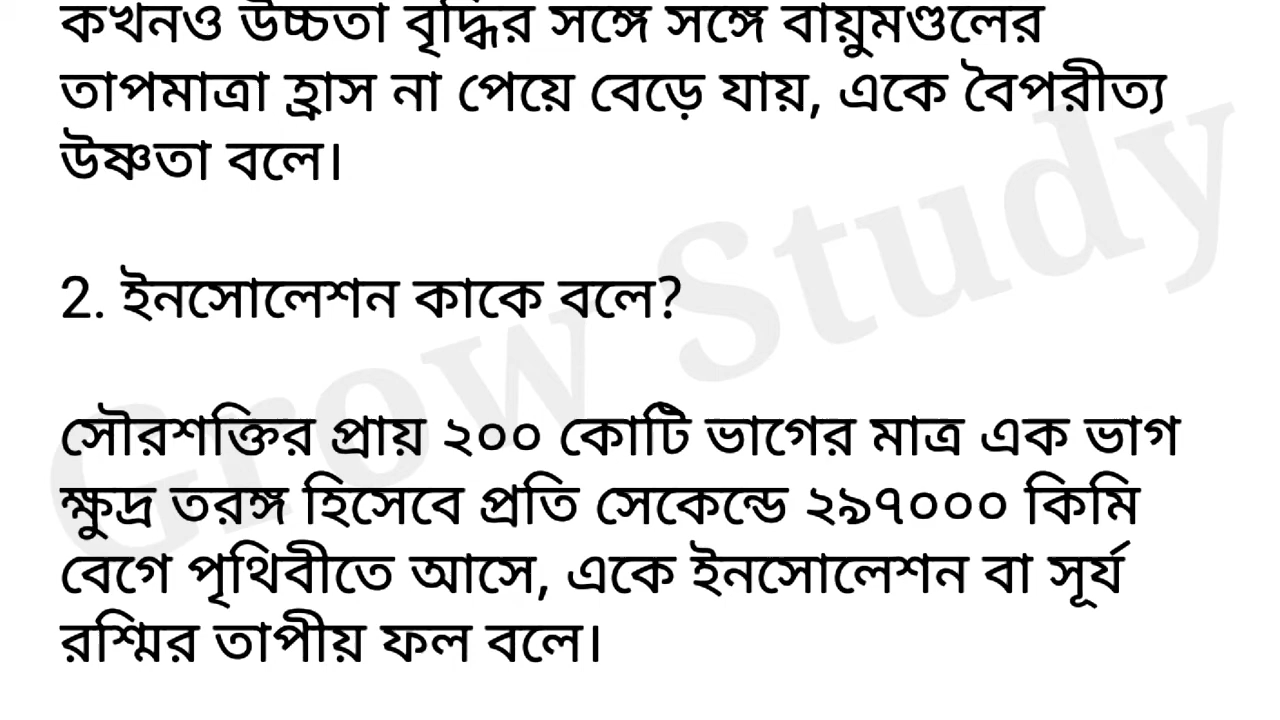 কখনও উচ্চতা বৃদ্ধির সঙ্গে সঙ্গে বায়ুমণ্ডলের
তাপমাত্রা হ্রাস না পেয়ে বেড়ে যায়, একে বৈপরীত্য
উষ্ণতা বলে।
2. ইনসোলেশন কাকে বলে?
সৌরশক্তির প্রায় ২০০ কোটি ভাগের মাত্র এক ভাগ
ক্ষুদ্র তরঙ্গ হিসেবে প্রতি সেকেন্ডে ২৯৭০০০ কিমি
বেগে পৃথিবীতে আসে, একে ইনসোলেশন বা সূর্য
রশ্মির তাপীয় ফল বলে।
Grow Study